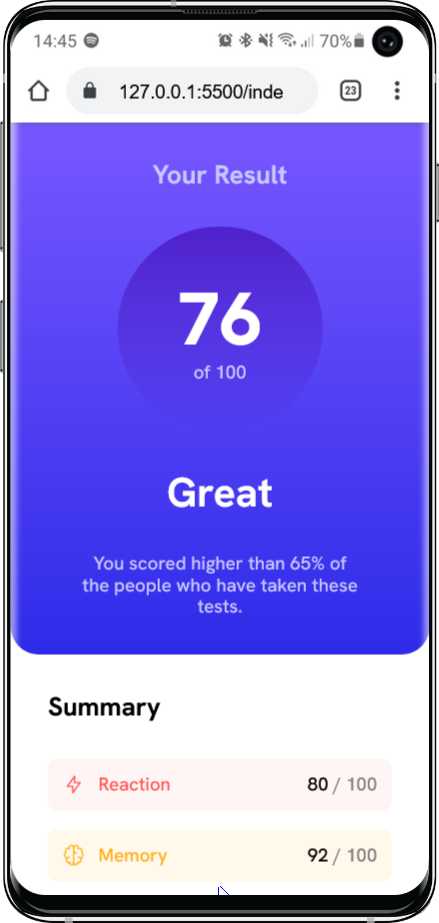 14:45 70%
127.0.0.1:5500/inde 23
Your Result
76
of 100
Great
You scored higher than 65% of
the people who have taken these
tests.
Summary
Reaction 80 / 100
Memory 92 / 100